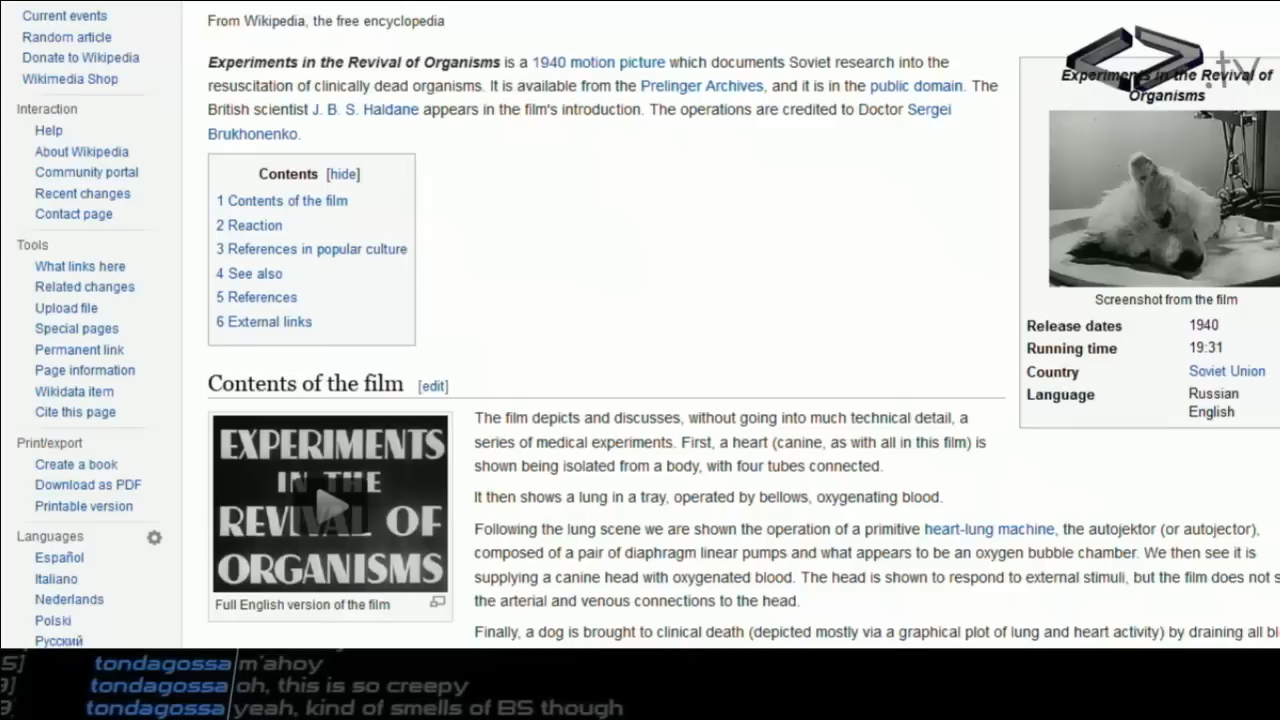 Current events
Random article
Donate to Wikipedia
Wikimedia Shop
Interaction
Help
About Wikipedia
Community portal
Recent changes
Contact page
Tools
What links here
Related changes
Upload file
Special pages
Permanent link
Page information
Wikidata item
Cite this page
Print/export
Create a book
Download as PDF
Printable version
Languages
Español
Italiano
Nederlands
Polski
Русский
From Wikipedia, the free encyclopedia
Experiments in the Revival of Organisms is a 1940 motion picture which documents Soviet research into the
resuscitation of clinically dead organisms. It is available from the Prelinger Archives, and it is in the public domain. The
British scientist J. B. S. Haldane appears in the film's introduction. The operations are credited to Doctor Sergei
Brukhonenko.
Contents [hide]
1 Contents of the film
2 Reaction
3 References in popular culture
4 See also
5 References
6 External links
Contents of the film [edit]
EXPERIMENTS
IN THE
REVIVAL OF
ORGANISMS
Full English version of the film
The film depicts and discusses, without going into much technical detail, a
series of medical experiments. First, a heart (canine, as with all in this film) is
shown being isolated from a body, with four tubes connected.
It then shows a lung in a tray, operated by bellows, oxygenating blood.
Following the lung scene we are shown the operation of a primitive heart-lung machine, the autojektor (or autojector),
composed of a pair of diaphragm linear pumps and what appears to be an oxygen bubble chamber. We then see it is
supplying a canine head with oxygenated blood. The head is shown to respond to external stimuli, but the film does not s
the arterial and venous connections to the head.
Finally, a dog is brought to clinical death (depicted mostly via a graphical plot of lung and heart activity) by draining all bl
.tv
Experiments in the Revival of
Organisms
Screenshot from the film
Release dates 1940
Running time 19:31
Country Soviet Union
Language Russian
English
5] tondagossa m'ahoy
9] tondagossa oh, this is so creepy
9 tondagossa yeah, kind of smells of BS though